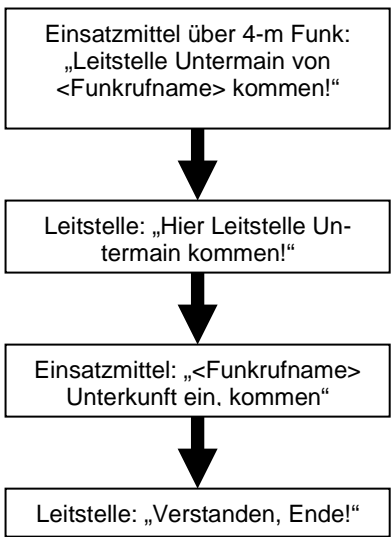 Einsatzmittel über 4-m Funk:
„Leitstelle Untermain von
<Funkrufname> kommen!“
Leitstelle: „Hier Leitstelle Un-
termain kommen!“
Einsatzmittel: „<Funkrufname>
Unterkunft ein, kommen“
Leitstelle: „Verstanden, Ende!“